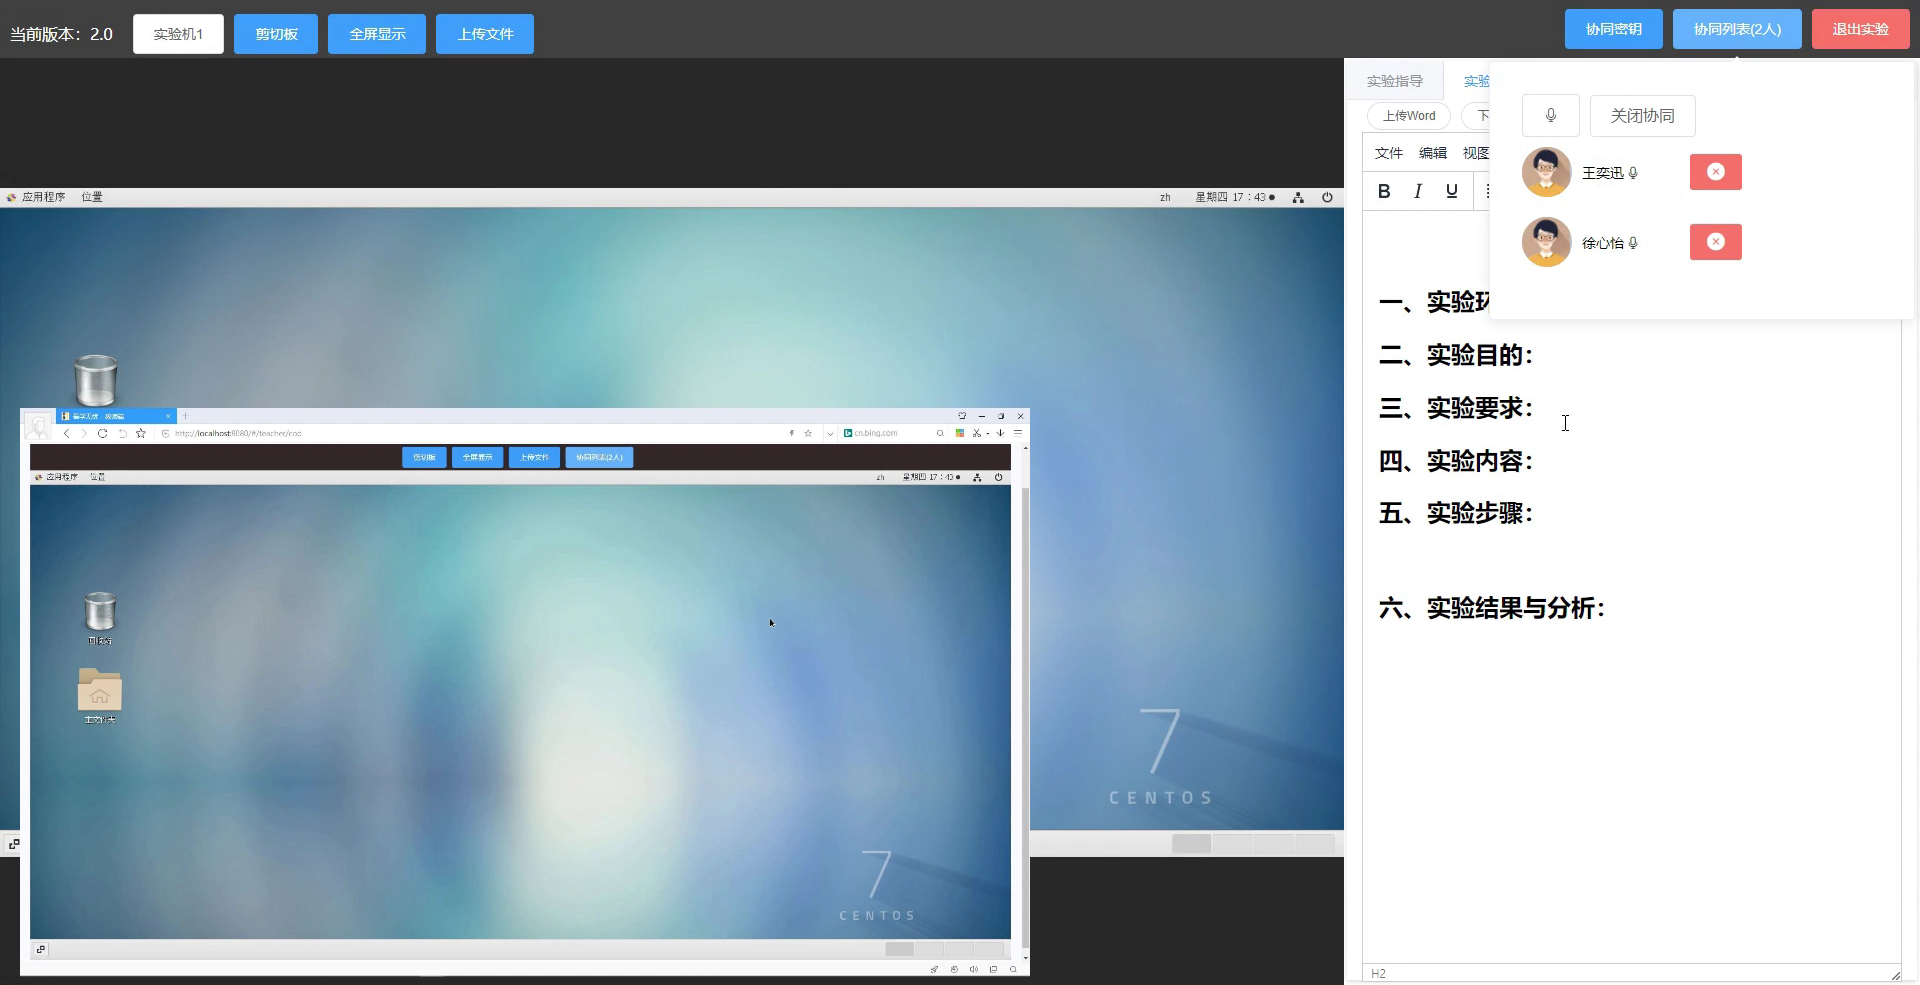 当前版本：2.0 实验机1 剪切板 全屏显示 上传文件 协同密钥 协同列表(2人) 退出实验
实验指导 实验
上传Word 下
关闭协同
文件 编辑 视图
王奕迅
B I U
徐心怡
应用程序 位置 zh 星期四 17：43
一、实验环
二、实验目的：
三、实验要求：
四、实验内容：
五、实验步骤：
六、实验结果与分析：
H2
http://localhost:8080/#/teacher/coo cn.bing.com
剪切板 全屏显示 上传文件 协同列表(2人)
应用程序 位置 zh 星期四 17：43
回收站
主文件夹
7
CENTOS
7
CENTOS